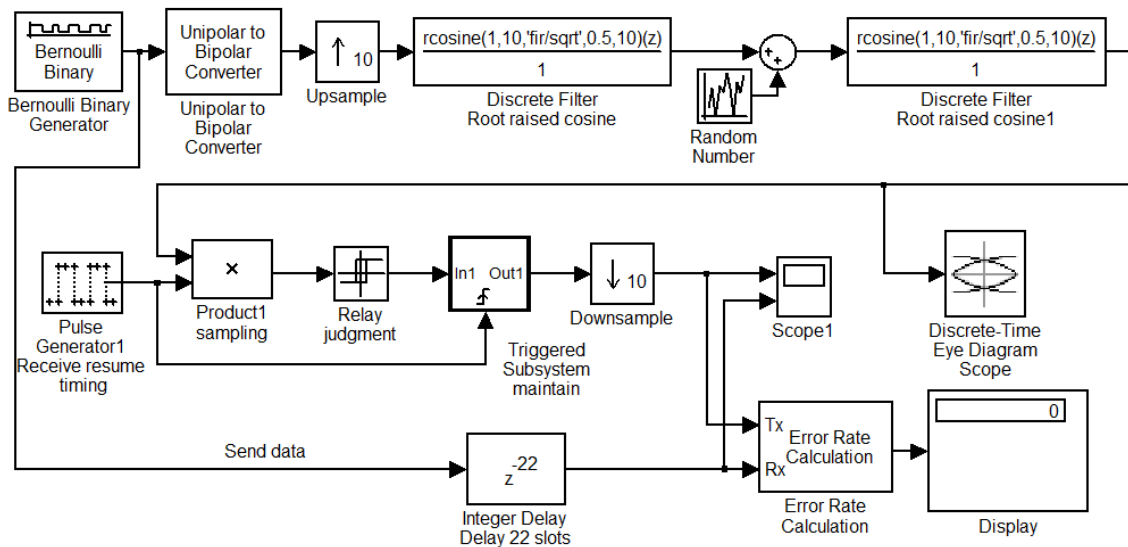 Bernoulli
Binary
Bernoulli Binary
Generator
Unipolar to
Bipolar
Converter
Unipolar to
Bipolar
Converter
10
Upsample
rcosine(1,10,'fir/sqrt',0.5,10)(z)
1
Discrete Filter
Root raised cosine
+
+
Random
Number
rcosine(1,10,'fir/sqrt',0.5,10)(z)
1
Discrete Filter
Root raised cosine1
Pulse
Generator1
Receive resume
timing
×
Product1
sampling
Relay
judgment
In1 Out1
Triggered
Subsystem
maintain
10
Downsample
Scope1
Discrete-Time
Eye Diagram
Scope
Send data
z^-22
Integer Delay
Delay 22 slots
Tx
Rx
Error Rate
Calculation
Error Rate
Calculation
0
Display